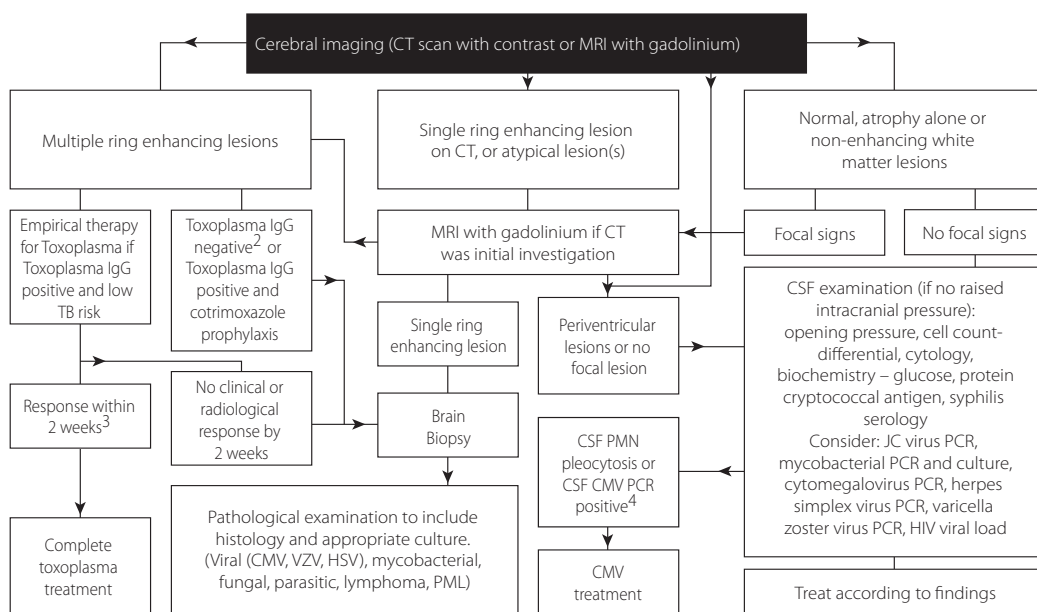 Cerebral imaging (CT scan with contrast or MRI with gadolinium)
Multiple ring enhancing lesions
Single ring enhancing lesion
on CT, or atypical lesion(s)
Normal, atrophy alone or
non-enhancing white
matter lesions
Empirical therapy
for Toxoplasma if
Toxoplasma IgG
positive and low
TB risk
Toxoplasma IgG
negative2 or
Toxoplasma IgG
positive and
cotrimoxazole
prophylaxis
MRI with gadolinium if CT
was initial investigation
Focal signs
No focal signs
Single ring
enhancing lesion
Periventricular
lesions or no
focal lesion
CSF examination (if no raised
intracranial pressure):
opening pressure, cell count-
differential, cytology,
biochemistry – glucose, protein
cryptococcal antigen, syphilis
serology
Consider: JC virus PCR,
mycobacterial PCR and culture,
cytomegalovirus PCR, herpes
simplex virus PCR, varicella
zoster virus PCR, HIV viral load
Response within
2 weeks3
No clinical or
radiological
response by
2 weeks
Brain
Biopsy
CSF PMN
pleocytosis or
CSF CMV PCR
positive4
Complete
toxoplasma
treatment
Pathological examination to include
histology and appropriate culture.
(Viral (CMV, VZV, HSV), mycobacterial,
fungal, parasitic, lymphoma, PML)
CMV
treatment
Treat according to findings